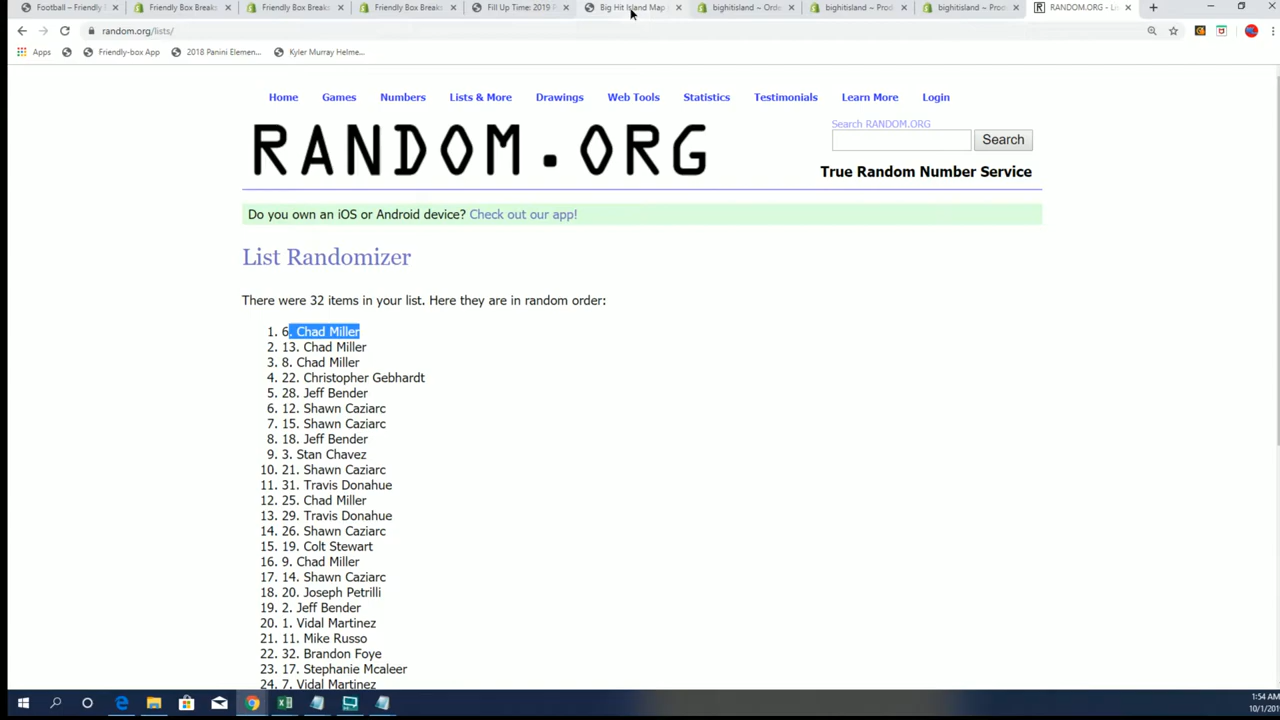 Football – Friendly
Friendly Box Breaks
Friendly Box Breaks
Friendly Box Breaks
Fill Up Time: 2019 P
Big Hit Island Map
bighitisland ~ Orde
bighitisland ~ Prod
bighitisland ~ Prod
RANDOM.ORG - Li
random.org/lists/
Apps
Friendly-box App
2018 Panini Elemen...
Kyler Murray Helme...
Home
Games
Numbers
Lists & More
Drawings
Web Tools
Statistics
Testimonials
Learn More
Login
RANDOM.ORG
Search RANDOM.ORG
Search
True Random Number Service
Do you own an iOS or Android device? Check out our app!
List Randomizer
There were 32 items in your list. Here they are in random order:
1. 6. Chad Miller
2. 13. Chad Miller
3. 8. Chad Miller
4. 22. Christopher Gebhardt
5. 28. Jeff Bender
6. 12. Shawn Caziarc
7. 15. Shawn Caziarc
8. 18. Jeff Bender
9. 3. Stan Chavez
10. 21. Shawn Caziarc
11. 31. Travis Donahue
12. 25. Chad Miller
13. 29. Travis Donahue
14. 26. Shawn Caziarc
15. 19. Colt Stewart
16. 9. Chad Miller
17. 14. Shawn Caziarc
18. 20. Joseph Petrilli
19. 2. Jeff Bender
20. 1. Vidal Martinez
21. 11. Mike Russo
22. 32. Brandon Foye
23. 17. Stephanie Mcaleer
24. 7. Vidal Martinez
1:54 AM
10/1/20